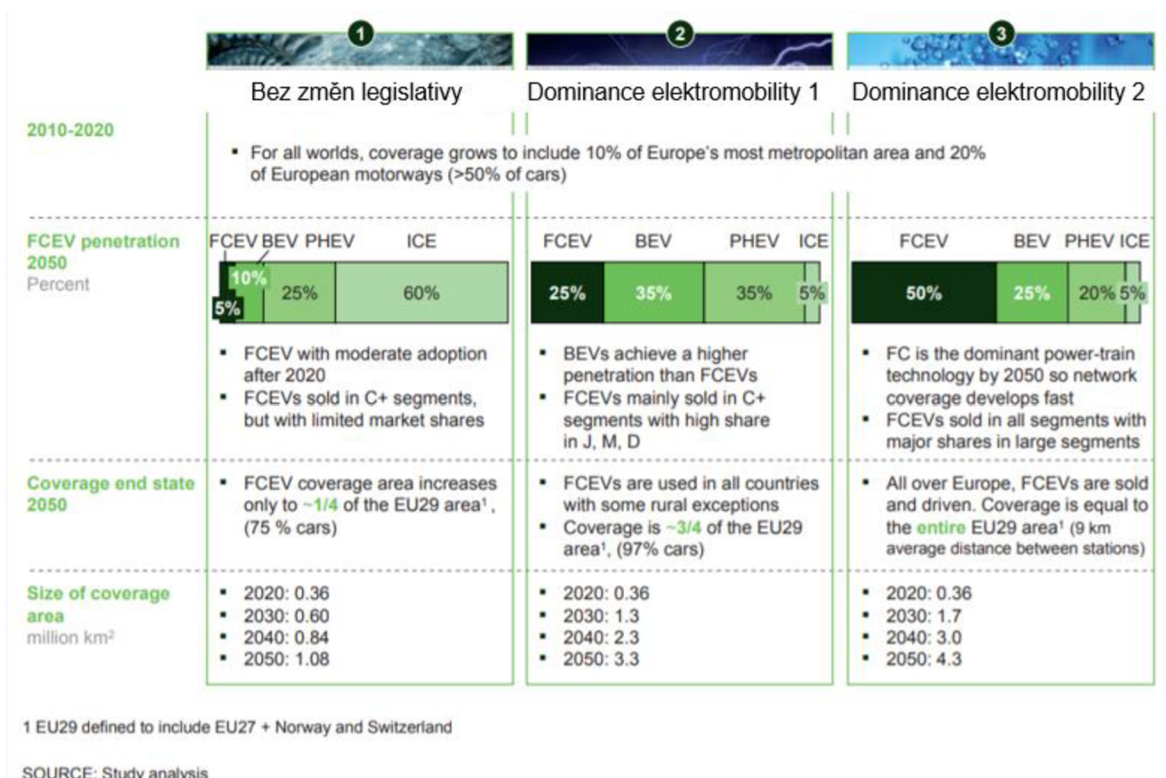 1
2
3
Bez změn legislativy
Dominance elektromobility 1
Dominance elektromobility 2
2010-2020
▪ For all worlds, coverage grows to include 10% of Europe's most metropolitan area and 20%
of European motorways (>50% of cars)
FCEV penetration
2050
Percent
FCEV BEV PHEV ICE
5% 10% 25% 60%
▪ FCEV with moderate adoption
after 2020
▪ FCEVs sold in C+ segments,
but with limited market shares
FCEV BEV PHEV ICE
25% 35% 35% 5%
▪ BEVs achieve a higher
penetration than FCEVs
▪ FCEVs mainly sold in C+
segments with high share
in J, M, D
FCEV BEV PHEV ICE
50% 25% 20% 5%
▪ FC is the dominant power-train
technology by 2050 so network
coverage develops fast
▪ FCEVs sold in all segments with
major shares in large segments
Coverage end state
2050
▪ FCEV coverage area increases
only to ~1/4 of the EU29 area¹,
(75 % cars)
▪ FCEVs are used in all countries
with some rural exceptions
▪ Coverage is ~3/4 of the EU29
area¹, (97% cars)
▪ All over Europe, FCEVs are sold
and driven. Coverage is equal to
the entire EU29 area¹ (9 km
average distance between stations)
Size of coverage
area
million km²
▪ 2020: 0.36
▪ 2030: 0.60
▪ 2040: 0.84
▪ 2050: 1.08
▪ 2020: 0.36
▪ 2030: 1.3
▪ 2040: 2.3
▪ 2050: 3.3
▪ 2020: 0.36
▪ 2030: 1.7
▪ 2040: 3.0
▪ 2050: 4.3
1 EU29 defined to include EU27 + Norway and Switzerland
SOURCE: Study analysis